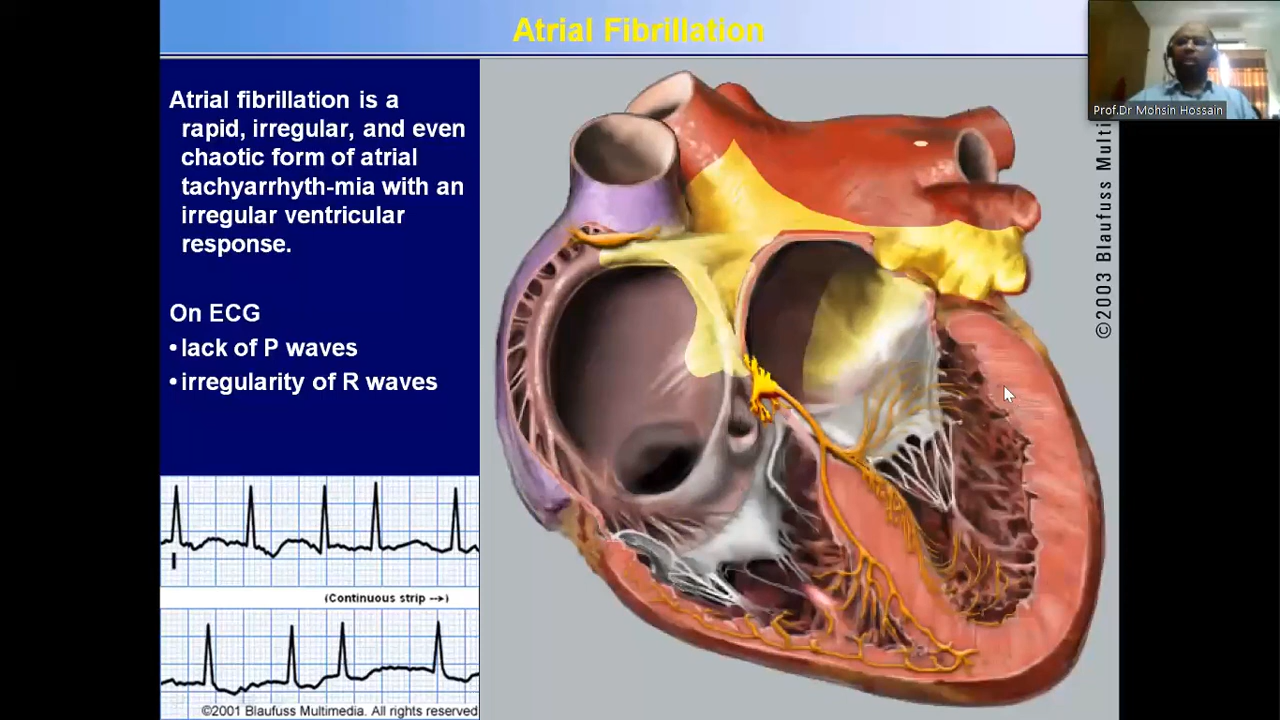 Atrial Fibrillation
Prof.Dr Mohsin Hossain
Atrial fibrillation is a
rapid, irregular, and even
chaotic form of atrial
tachyarrhyth-mia with an
irregular ventricular
response.
On ECG
•lack of P waves
•irregularity of R waves
I
(Continuous strip -->)
©2001 Blaufuss Multimedia. All rights reserved
©2003 Blaufuss